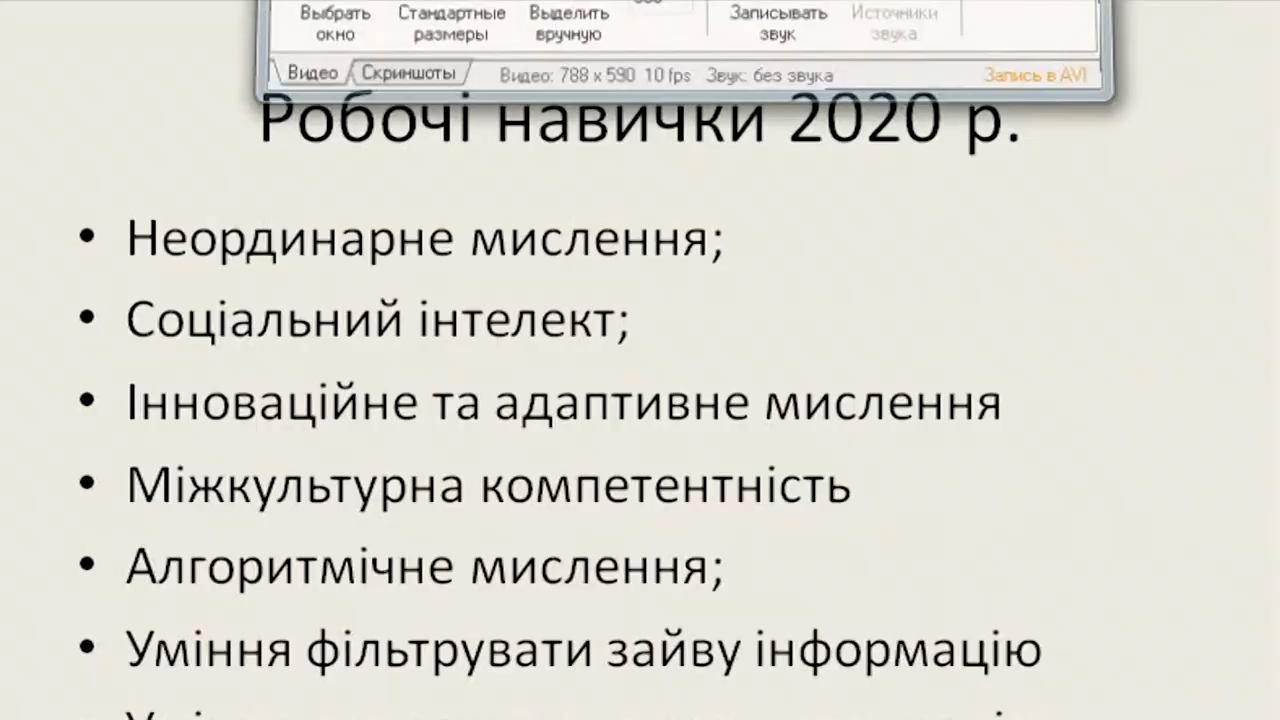 Выбрать Стандартные Выделить Записывать Источники
окно размеры вручную звук звука
Видео Скриншоты Видео: 788 x 590 10 fps Звук: без звука Запись в AVI
Робочі навички 2020 р.
• Неординарне мислення;
• Соціальний інтелект;
• Інноваційне та адаптивне мислення
• Міжкультурна компетентність
• Алгоритмічне мислення;
• Уміння фільтрувати зайву інформацію